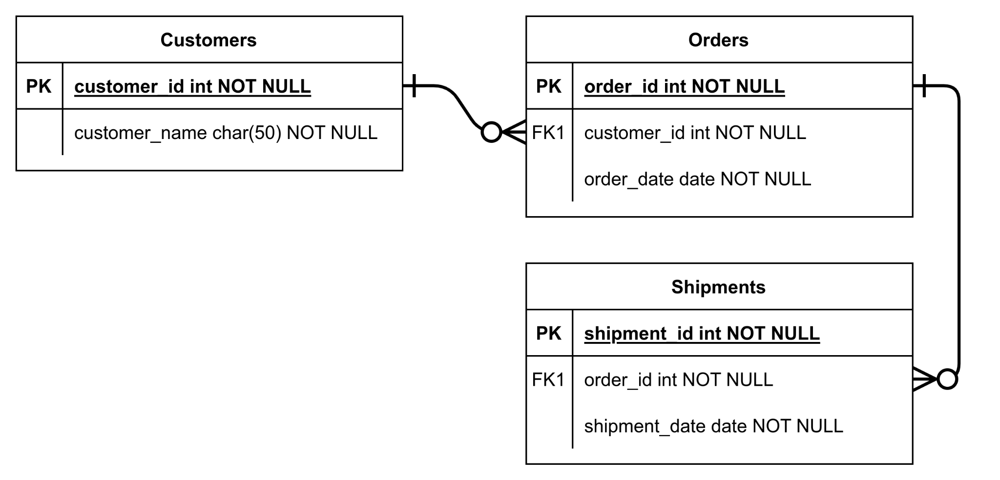 Customers
PK customer_id int NOT NULL
customer_name char(50) NOT NULL
Orders
PK order_id int NOT NULL
FK1 customer_id int NOT NULL
order_date date NOT NULL
Shipments
PK shipment_id int NOT NULL
FK1 order_id int NOT NULL
shipment_date date NOT NULL